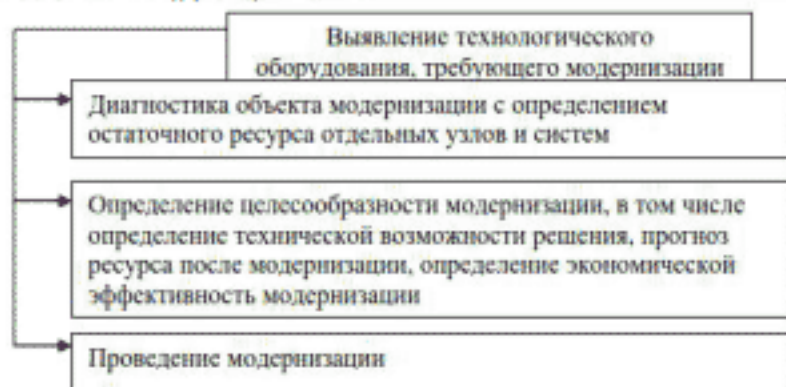 Выявление технологического
оборудования, требующего модернизации
Диагностика объекта модернизации с определением
остаточного ресурса отдельных узлов и систем
Определение целесообразности модернизации, в том числе
определение технической возможности решения, прогноз
ресурса после модернизации, определение экономической
эффективность модернизации
Проведение модернизации